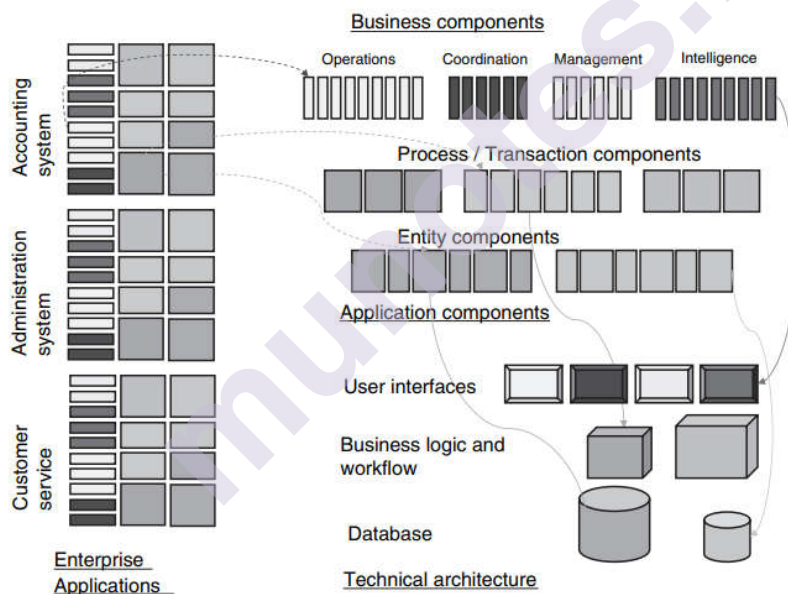 Business components
Operations
Coordination
Management
Intelligence
Accounting
system
Process / Transaction components
Entity components
Administration
system
Application components
User interfaces
Business logic and
workflow
Customer
service
Database
Enterprise
Applications
Technical architecture
munotes.